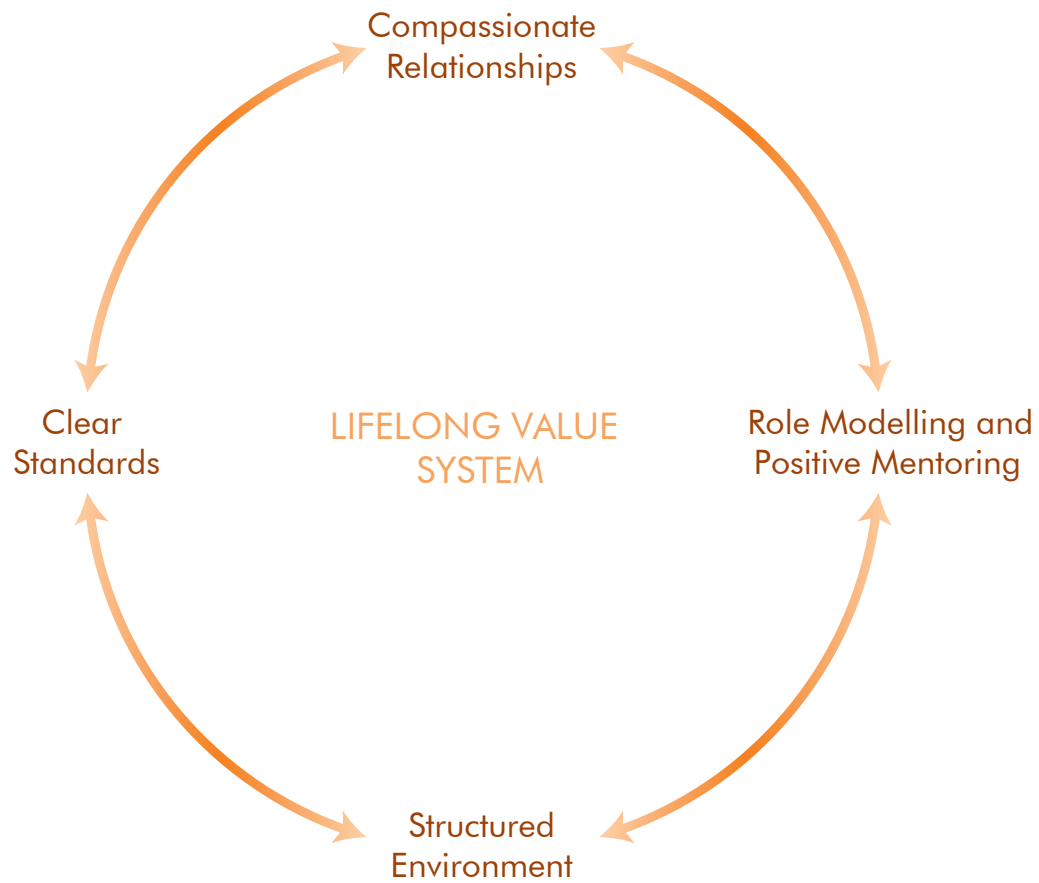 Compassionate
Relationships
Clear
Standards
LIFELONG VALUE
SYSTEM
Role Modelling and
Positive Mentoring
Structured
Environment